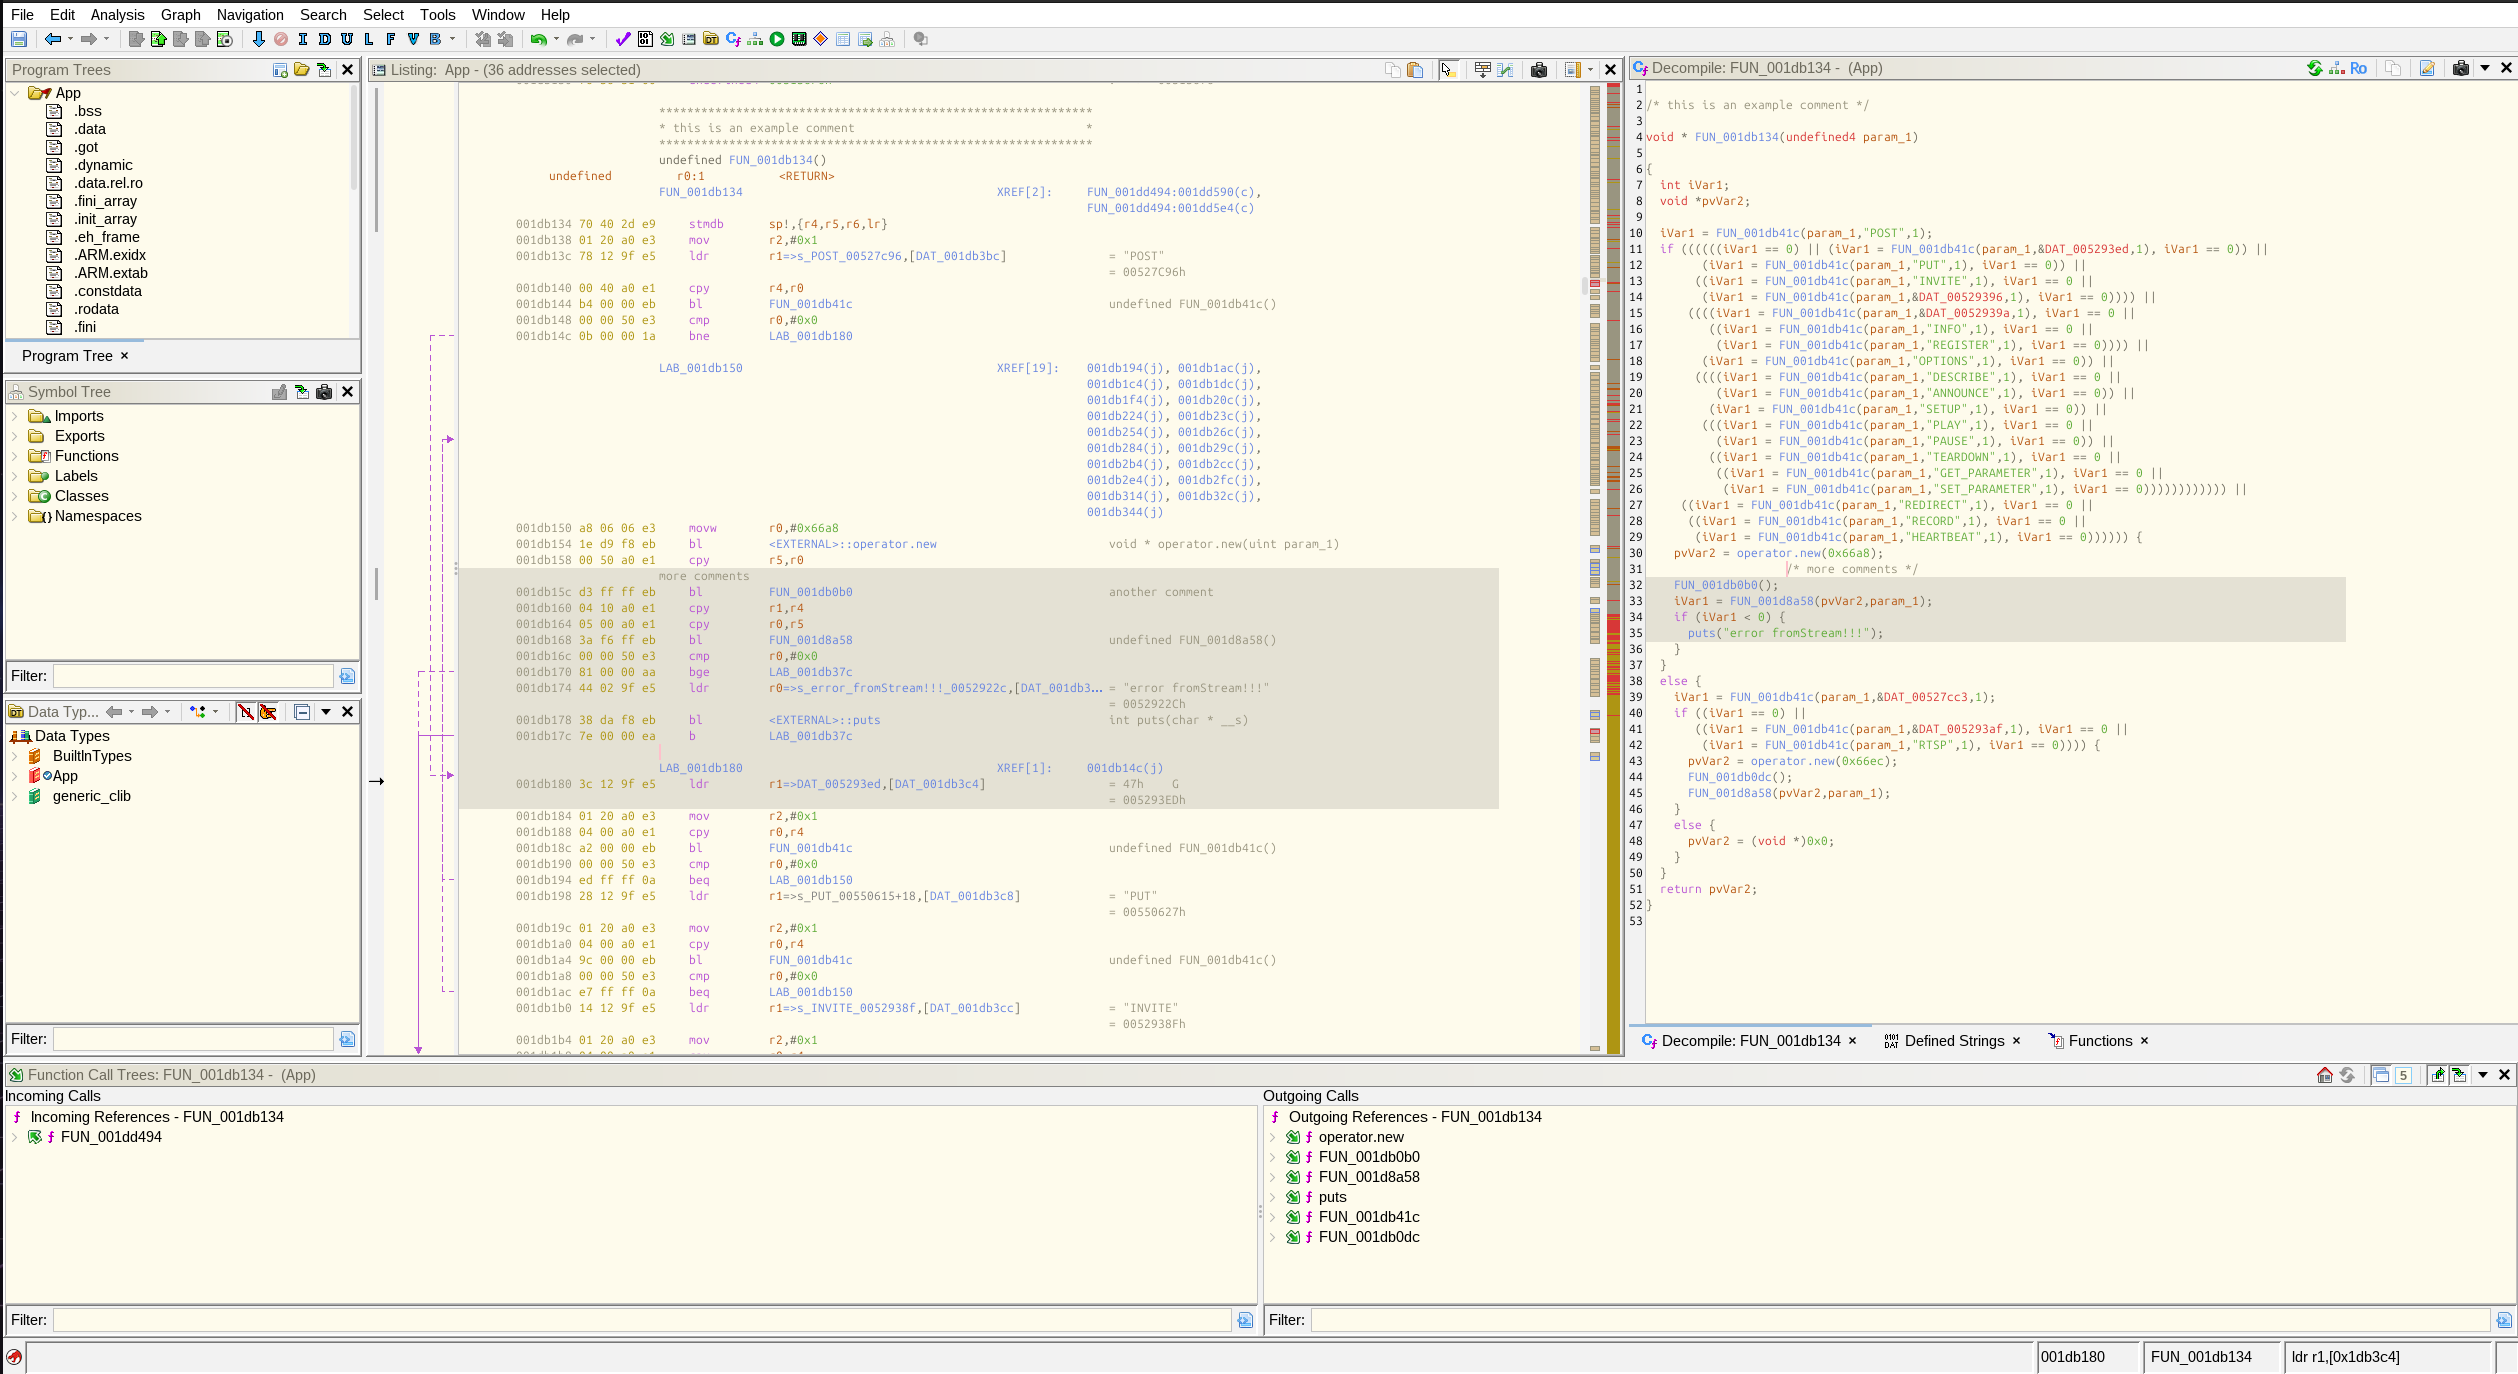 File Edit Analysis Graph Navigation Search Select Tools Window Help
I D U L F V B
Program Trees
App
.bss
.data
.got
.dynamic
.data.rel.ro
.fini_array
.init_array
.eh_frame
.ARM.exidx
.ARM.extab
.constdata
.rodata
.fini
Program Tree ×
Symbol Tree
Imports
Exports
Functions
Labels
Classes
Namespaces
Filter:
Data Typ...
Data Types
BuiltInTypes
App
generic_clib
Filter:
Listing: App - (36 addresses selected)
**************************************************************
* this is an example comment *
**************************************************************
undefined FUN_001db134()
undefined r0:1 <RETURN>
FUN_001db134 XREF[2]: FUN_001dd494:001dd590(c),
FUN_001dd494:001dd5e4(c)
001db134 70 40 2d e9 stmdb sp!,{r4,r5,r6,lr}
001db138 01 20 a0 e3 mov r2,#0x1
001db13c 78 12 9f e5 ldr r1=>s_POST_00527c96,[DAT_001db3bc] = "POST"
= 00527C96h
001db140 00 40 a0 e1 cpy r4,r0
001db144 b4 00 00 eb bl FUN_001db41c undefined FUN_001db41c()
001db148 00 00 50 e3 cmp r0,#0x0
001db14c 0b 00 00 1a bne LAB_001db180
LAB_001db150 XREF[19]: 001db194(j), 001db1ac(j),
001db1c4(j), 001db1dc(j),
001db1f4(j), 001db20c(j),
001db224(j), 001db23c(j),
001db254(j), 001db26c(j),
001db284(j), 001db29c(j),
001db2b4(j), 001db2cc(j),
001db2e4(j), 001db2fc(j),
001db314(j), 001db32c(j),
001db344(j)
001db150 a8 06 06 e3 movw r0,#0x66a8
001db154 1e d9 f8 eb bl <EXTERNAL>::operator.new void * operator.new(uint param_1)
001db158 00 50 a0 e1 cpy r5,r0
more comments
001db15c d3 ff ff eb bl FUN_001db0b0 another comment
001db160 04 10 a0 e1 cpy r1,r4
001db164 05 00 a0 e1 cpy r0,r5
001db168 3a f6 ff eb bl FUN_001d8a58 undefined FUN_001d8a58()
001db16c 00 00 50 e3 cmp r0,#0x0
001db170 81 00 00 aa bge LAB_001db37c
001db174 44 02 9f e5 ldr r0=>s_error_fromStream!!!_0052922c,[DAT_001db3... = "error fromStream!!!"
= 0052922Ch
001db178 38 da f8 eb bl <EXTERNAL>::puts int puts(char * __s)
001db17c 7e 00 00 ea b LAB_001db37c
LAB_001db180 XREF[1]: 001db14c(j)
001db180 3c 12 9f e5 ldr r1=>DAT_005293ed,[DAT_001db3c4] = 47h G
= 005293EDh
001db184 01 20 a0 e3 mov r2,#0x1
001db188 04 00 a0 e1 cpy r0,r4
001db18c a2 00 00 eb bl FUN_001db41c undefined FUN_001db41c()
001db190 00 00 50 e3 cmp r0,#0x0
001db194 ed ff ff 0a beq LAB_001db150
001db198 28 12 9f e5 ldr r1=>s_PUT_00550615+18,[DAT_001db3c8] = "PUT"
= 00550627h
001db19c 01 20 a0 e3 mov r2,#0x1
001db1a0 04 00 a0 e1 cpy r0,r4
001db1a4 9c 00 00 eb bl FUN_001db41c undefined FUN_001db41c()
001db1a8 00 00 50 e3 cmp r0,#0x0
001db1ac e7 ff ff 0a beq LAB_001db150
001db1b0 14 12 9f e5 ldr r1=>s_INVITE_0052938f,[DAT_001db3cc] = "INVITE"
= 0052938Fh
001db1b4 01 20 a0 e3 mov r2,#0x1
Decompile: FUN_001db134 - (App)
Ro
1
2 /* this is an example comment */
3
4 void * FUN_001db134(undefined4 param_1)
5
6 {
7 int iVar1;
8 void *pvVar2;
9
10 iVar1 = FUN_001db41c(param_1,"POST",1);
11 if ((((((iVar1 == 0) || (iVar1 = FUN_001db41c(param_1,&DAT_005293ed,1), iVar1 == 0)) ||
12 (iVar1 = FUN_001db41c(param_1,"PUT",1), iVar1 == 0)) ||
13 ((iVar1 = FUN_001db41c(param_1,"INVITE",1), iVar1 == 0 ||
14 (iVar1 = FUN_001db41c(param_1,&DAT_00529396,1), iVar1 == 0)))) ||
15 ((((iVar1 = FUN_001db41c(param_1,&DAT_0052939a,1), iVar1 == 0 ||
16 ((iVar1 = FUN_001db41c(param_1,"INFO",1), iVar1 == 0 ||
17 (iVar1 = FUN_001db41c(param_1,"REGISTER",1), iVar1 == 0)))) ||
18 (iVar1 = FUN_001db41c(param_1,"OPTIONS",1), iVar1 == 0)) ||
19 ((((iVar1 = FUN_001db41c(param_1,"DESCRIBE",1), iVar1 == 0 ||
20 (iVar1 = FUN_001db41c(param_1,"ANNOUNCE",1), iVar1 == 0)) ||
21 (iVar1 = FUN_001db41c(param_1,"SETUP",1), iVar1 == 0)) ||
22 (((iVar1 = FUN_001db41c(param_1,"PLAY",1), iVar1 == 0 ||
23 (iVar1 = FUN_001db41c(param_1,"PAUSE",1), iVar1 == 0)) ||
24 ((iVar1 = FUN_001db41c(param_1,"TEARDOWN",1), iVar1 == 0 ||
25 ((iVar1 = FUN_001db41c(param_1,"GET_PARAMETER",1), iVar1 == 0 ||
26 (iVar1 = FUN_001db41c(param_1,"SET_PARAMETER",1), iVar1 == 0)))))))))))) ||
27 ((iVar1 = FUN_001db41c(param_1,"REDIRECT",1), iVar1 == 0 ||
28 ((iVar1 = FUN_001db41c(param_1,"RECORD",1), iVar1 == 0 ||
29 (iVar1 = FUN_001db41c(param_1,"HEARTBEAT",1), iVar1 == 0)))))) {
30 pvVar2 = operator.new(0x66a8);
31 /* more comments */
32 FUN_001db0b0();
33 iVar1 = FUN_001d8a58(pvVar2,param_1);
34 if (iVar1 < 0) {
35 puts("error fromStream!!!");
36 }
37 }
38 else {
39 iVar1 = FUN_001db41c(param_1,&DAT_00527cc3,1);
40 if ((iVar1 == 0) ||
41 ((iVar1 = FUN_001db41c(param_1,&DAT_005293af,1), iVar1 == 0 ||
42 (iVar1 = FUN_001db41c(param_1,"RTSP",1), iVar1 == 0)))) {
43 pvVar2 = operator.new(0x66ec);
44 FUN_001db0dc();
45 FUN_001d8a58(pvVar2,param_1);
46 }
47 else {
48 pvVar2 = (void *)0x0;
49 }
50 }
51 return pvVar2;
52 }
53
Decompile: FUN_001db134 × Defined Strings × Functions ×
Function Call Trees: FUN_001db134 - (App)
5
Incoming Calls
Incoming References - FUN_001db134
FUN_001dd494
Filter:
Outgoing Calls
Outgoing References - FUN_001db134
operator.new
FUN_001db0b0
FUN_001d8a58
puts
FUN_001db41c
FUN_001db0dc
Filter:
001db180 FUN_001db134 ldr r1,[0x1db3c4]